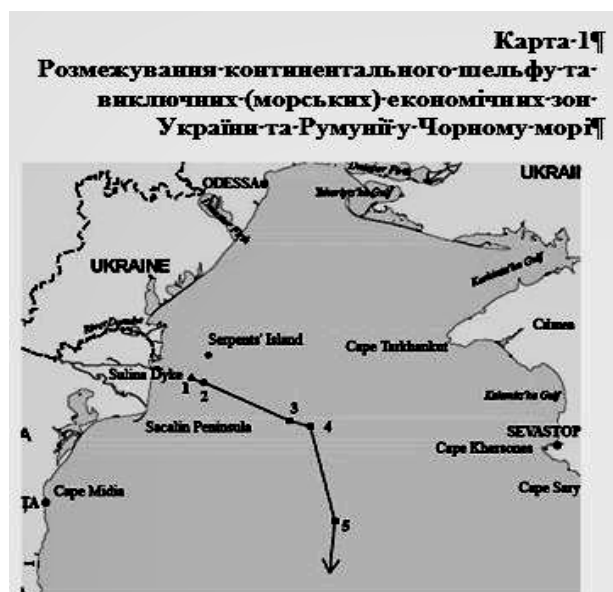 Карта·1¶
Розмежування·континентального·шельфу·та·
виключних·(морських)·економічних·зон·
України·та·Румунії·у·Чорному·морі¶
UKRAII
ODESSA
UKRAINE
Serpents' Island
Cape Tarkhankut
Crimea
Sulina Dyke
1
2
3
4
Sacalin Peninsula
SEVASTOP
Cape Khersones
Cape Sary
TA
Cape Midia
5